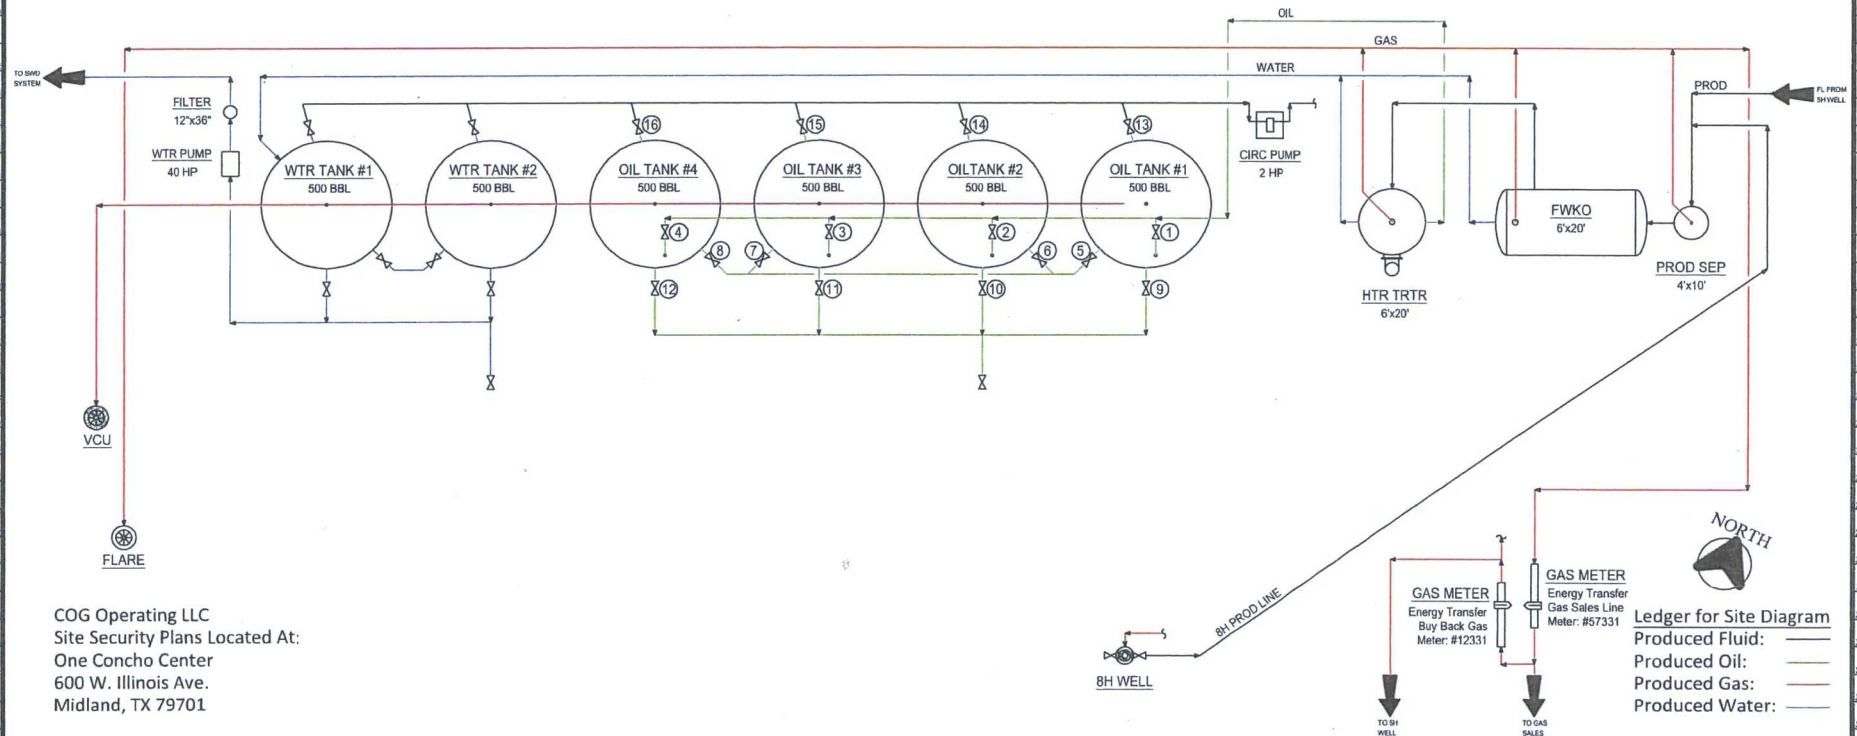 OIL
GAS
WATER
TO SWD
SYSTEM
FILTER
12"x36"
WTR PUMP
40 HP
PROD
FL FROM
5H WELL
16
15
14
13
CIRC PUMP
2 HP
WTR TANK #1
500 BBL
WTR TANK #2
500 BBL
OIL TANK #4
500 BBL
OIL TANK #3
500 BBL
OILTANK #2
500 BBL
OIL TANK #1
500 BBL
4
3
2
1
8
7
6
5
12
11
10
9
HTR TRTR
6'x20'
FWKO
6'x20'
PROD SEP
4'x10'
VCU
FLARE
NORTH
8H PROD LINE
8H WELL
GAS METER
Energy Transfer
Buy Back Gas
Meter: #12331
GAS METER
Energy Transfer
Gas Sales Line
Meter: #57331
TO 5H
WELL
TO GAS
SALES
COG Operating LLC
Site Security Plans Located At:
One Concho Center
600 W. Illinois Ave.
Midland, TX 79701
Ledger for Site Diagram
Produced Fluid:
Produced Oil:
Produced Gas:
Produced Water: